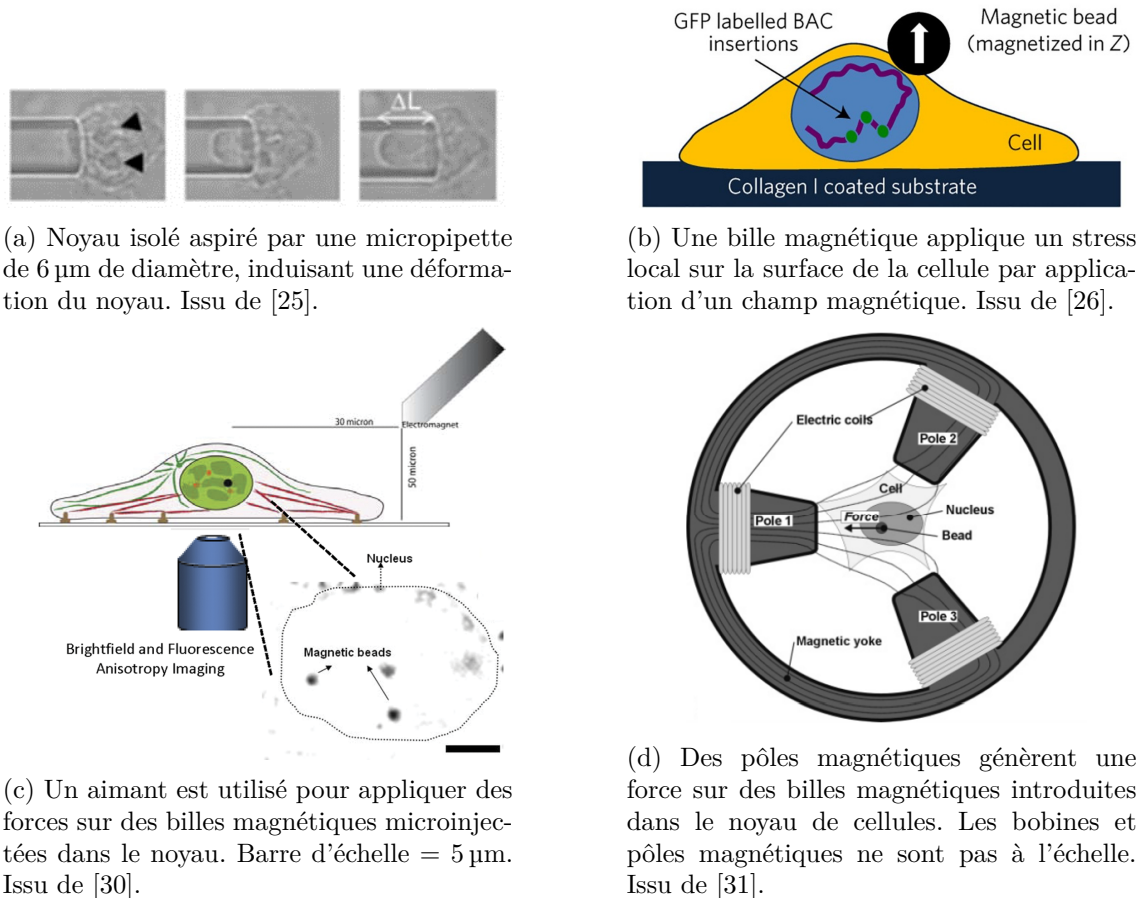 ΔL
(a) Noyau isolé aspiré par une micropipette
de 6 µm de diamètre, induisant une déforma-
tion du noyau. Issu de [25].
GFP labelled BAC
insertions
Magnetic bead
(magnetized in Z)
Cell
Collagen I coated substrate
(b) Une bille magnétique applique un stress
local sur la surface de la cellule par applica-
tion d'un champ magnétique. Issu de [26].
30 micron
Electromagnet
50 micron
Nucleus
Brightfield and Fluorescence
Anisotropy Imaging
Magnetic beads
(c) Un aimant est utilisé pour appliquer des
forces sur des billes magnétiques microinjec-
tées dans le noyau. Barre d'échelle = 5 µm.
Issu de [30].
Electric coils
Pole 2
Cell
Nucleus
Pole 1
Force
Bead
Pole 3
Magnetic yoke
(d) Des pôles magnétiques génèrent une
force sur des billes magnétiques introduites
dans le noyau de cellules. Les bobines et
pôles magnétiques ne sont pas à l'échelle.
Issu de [31].